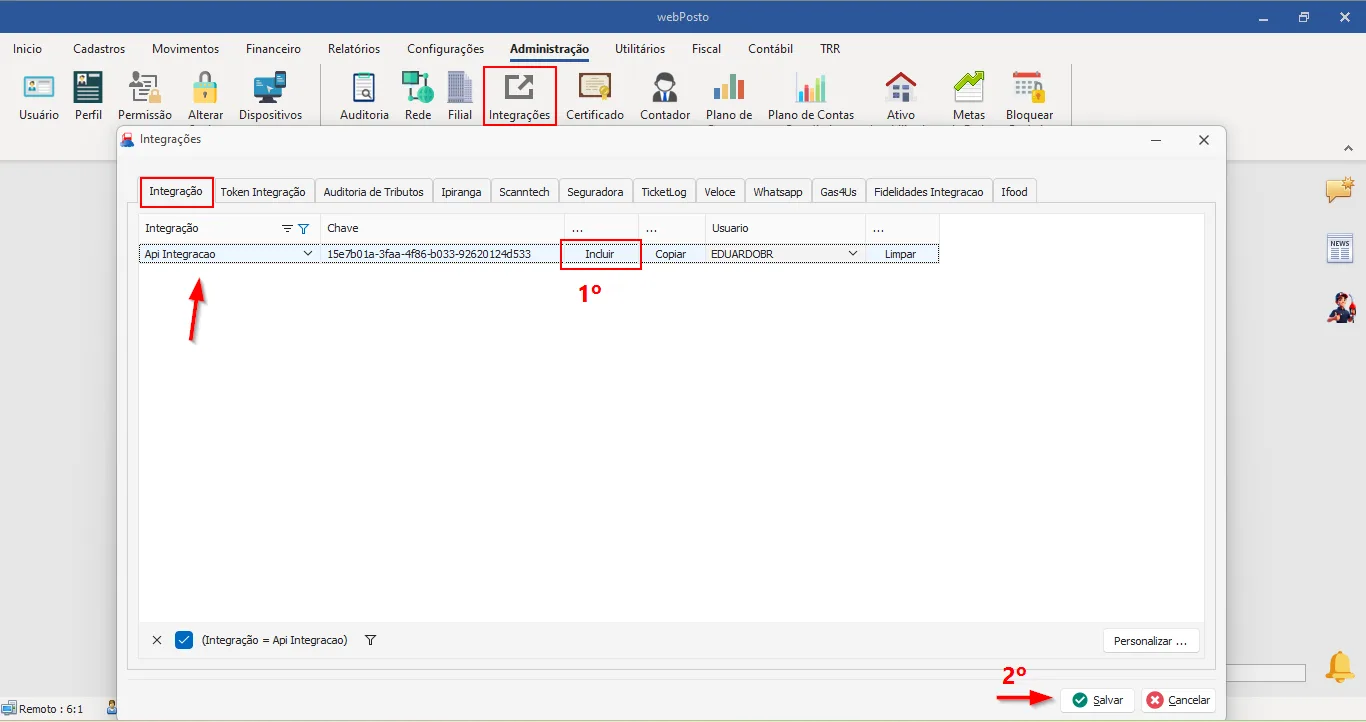 webPosto
Inicio Cadastros Movimentos Financeiro Relatórios Configurações Administração Utilitários Fiscal Contábil TRR
Usuário Perfil Permissão Alterar Dispositivos Auditoria Rede Filial Integrações Certificado Contador Plano de Plano de Contas Ativo Metas Bloquear
Integrações
Integração Token Integração Auditoria de Tributos Ipiranga Scanntech Seguradora TicketLog Veloce Whatsapp Gas4Us Fidelidades Integracao Ifood
Integração Chave ... ... Usuario ...
Api Integracao 15e7b01a-3faa-4f86-b033-92620124d533 Incluir Copiar EDUARDOBR Limpar
1º
NEWS
(Integração = Api Integracao) Personalizar ...
2º
Salvar Cancelar
Remoto : 6:1